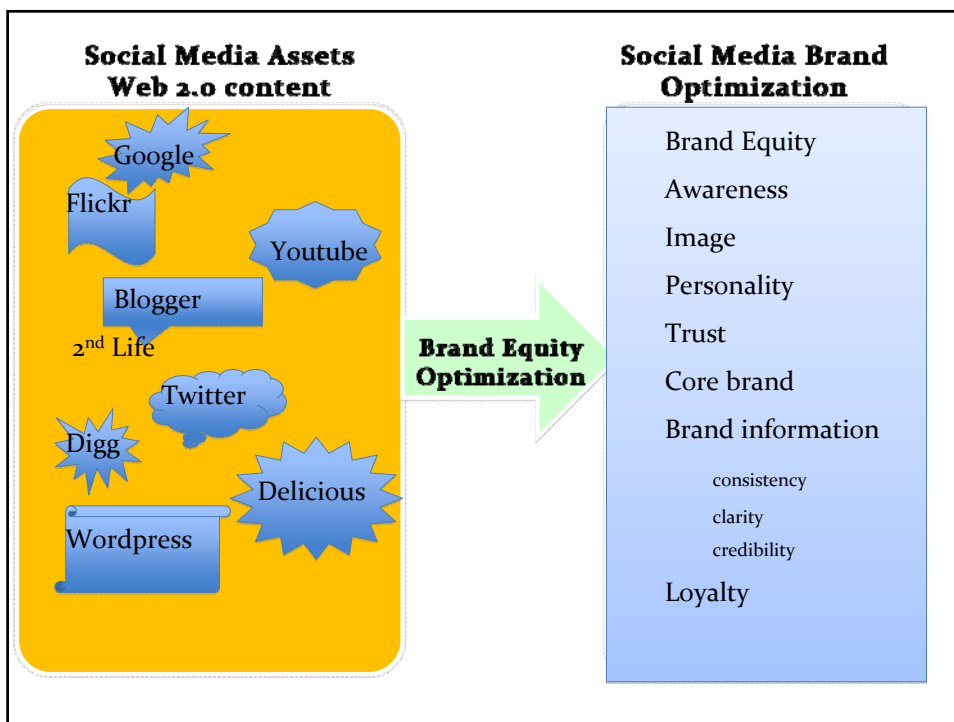 Social Media Assets
Web 2.0 content
Google
Flickr
Youtube
Blogger
2nd Life
Twitter
Digg
Delicious
Wordpress
Brand Equity
Optimization
Social Media Brand
Optimization
Brand Equity
Awareness
Image
Personality
Trust
Core brand
Brand information
consistency
clarity
credibility
Loyalty